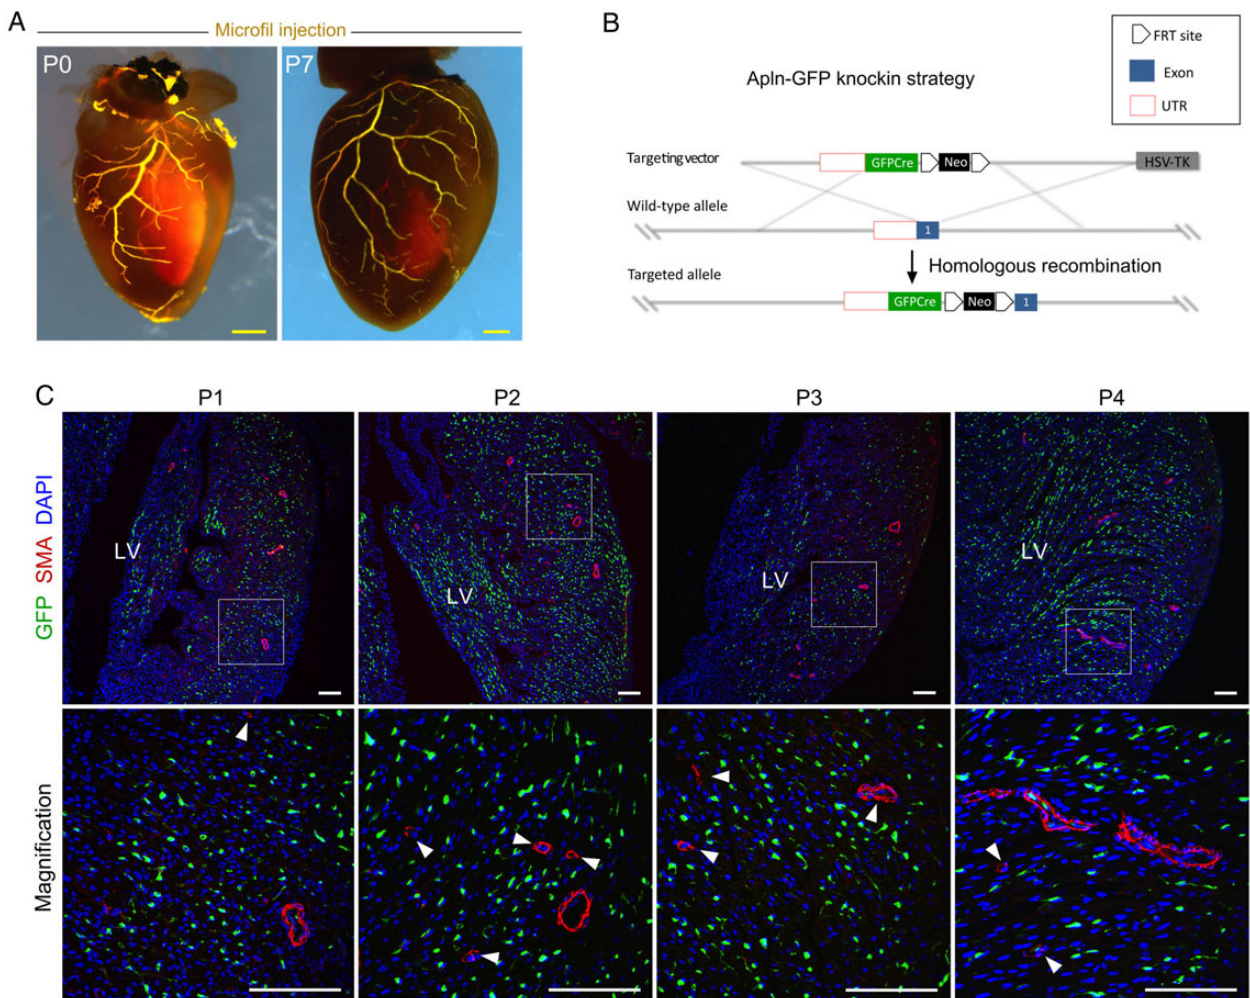 A
Microfil injection
P0
P7
B
FRT site
Exon
UTR
Apln-GFP knockin strategy
Targeting vector
GFPCre
Neo
HSV-TK
Wild-type allele
1
Homologous recombination
Targeted allele
GFPCre
Neo
1
C
P1
P2
P3
P4
GFP SMA DAPI
LV
LV
LV
LV
Magnification